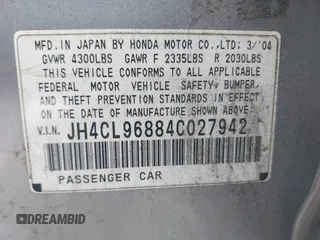 MFD. IN JAPAN BY HONDA MOTOR CO., LTD; 3/'04
GVWR 4300LBS GAWR F 2335LBS R 2030LBS
THIS VEHICLE CONFORMS TO ALL APPLICABLE
FEDERAL MOTOR VEHICLE SAFETY, BUMPER,
AND THEFT PREVENTION STANDARDS IN
EFFECT ON THE DATE
OF MANUFACTURE SHOWN ABOVE.
V.I.N. JH4CL96884C027942
PASSENGER CAR
DREAMBID